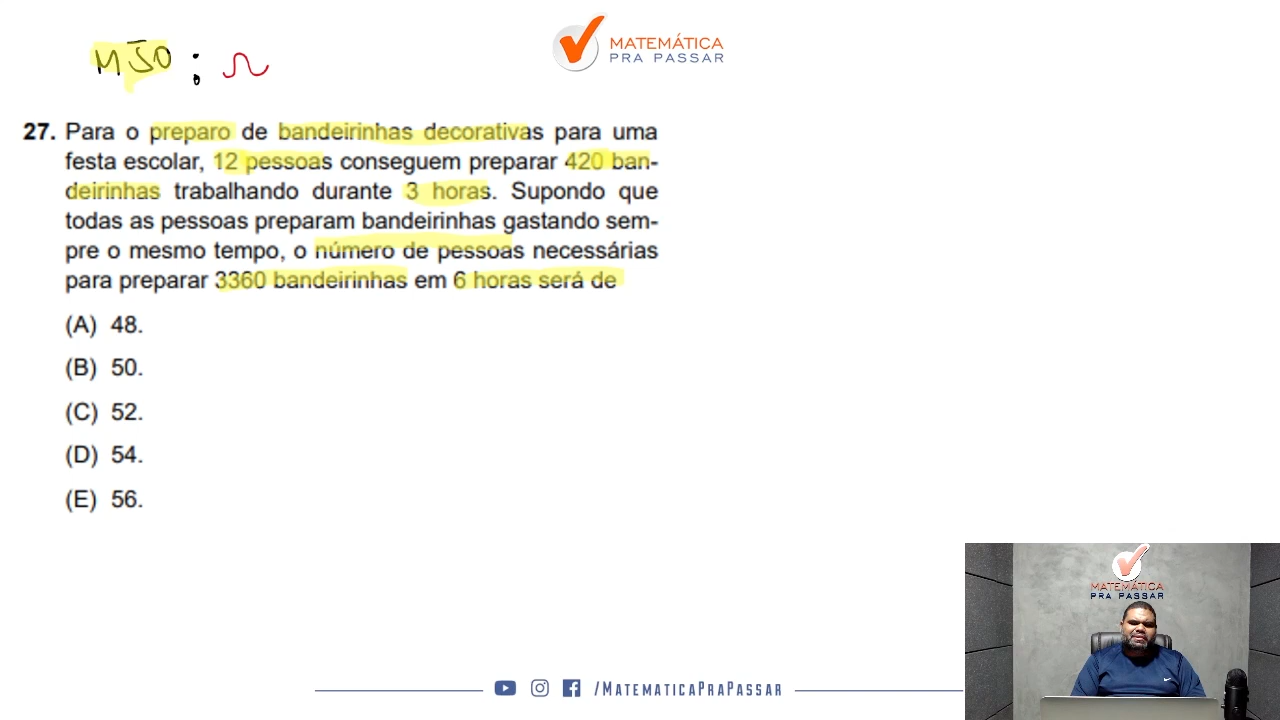 MATEMÁTICA
PRA PASSAR
27. Para o preparo de bandeirinhas decorativas para uma
festa escolar, 12 pessoas conseguem preparar 420 ban-
deirinhas trabalhando durante 3 horas. Supondo que
todas as pessoas preparam bandeirinhas gastando sem-
pre o mesmo tempo, o número de pessoas necessárias
para preparar 3360 bandeirinhas em 6 horas será de
(A) 48.
(B) 50.
(C) 52.
(D) 54.
(E) 56.
MATEMÁTICA
PRA PASSAR
/MATEMATICAPRAPASSAR